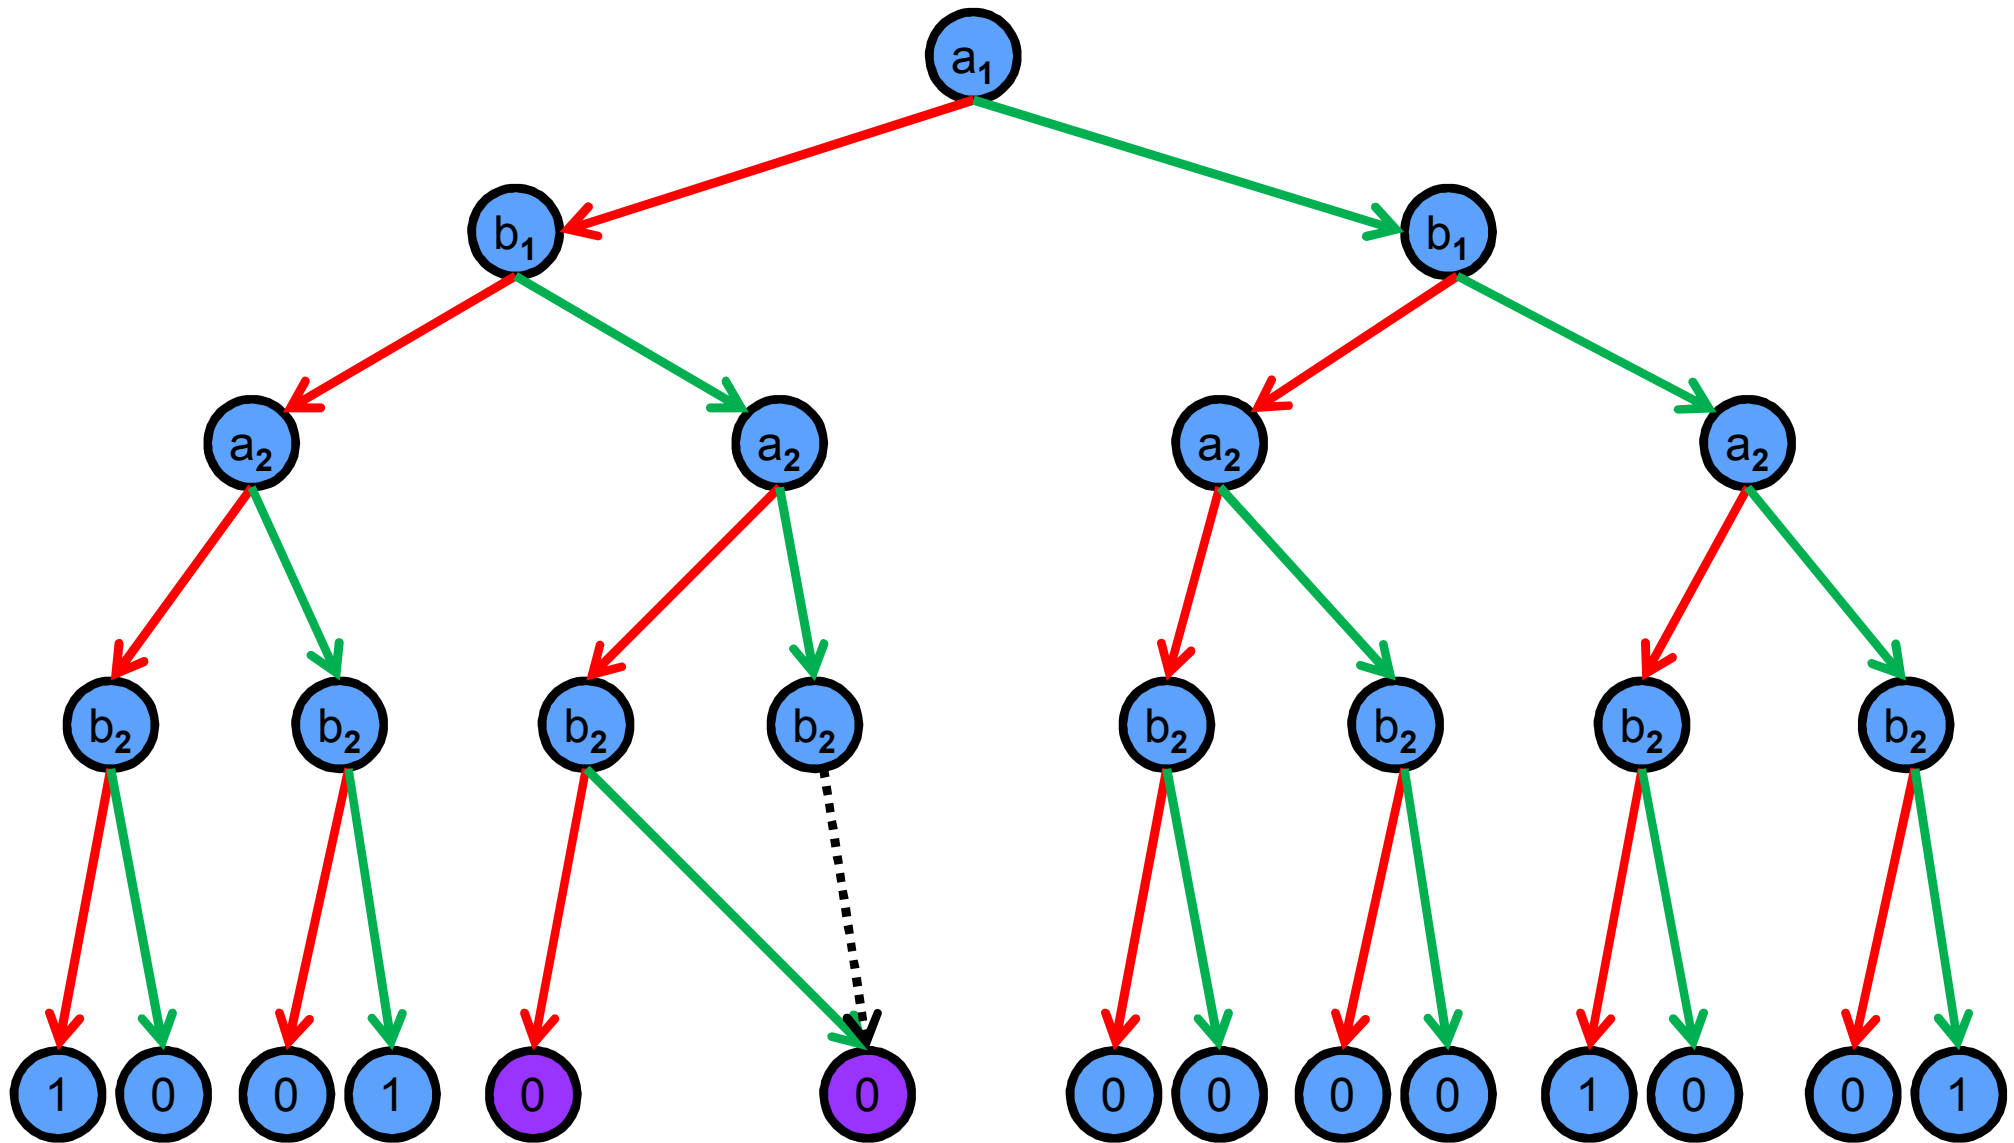 a₁
b₁ b₁
a₂ a₂ a₂ a₂
b₂ b₂ b₂ b₂ b₂ b₂ b₂ b₂
1 0 0 1 0 0 0 0 0 0 1 0 0 1